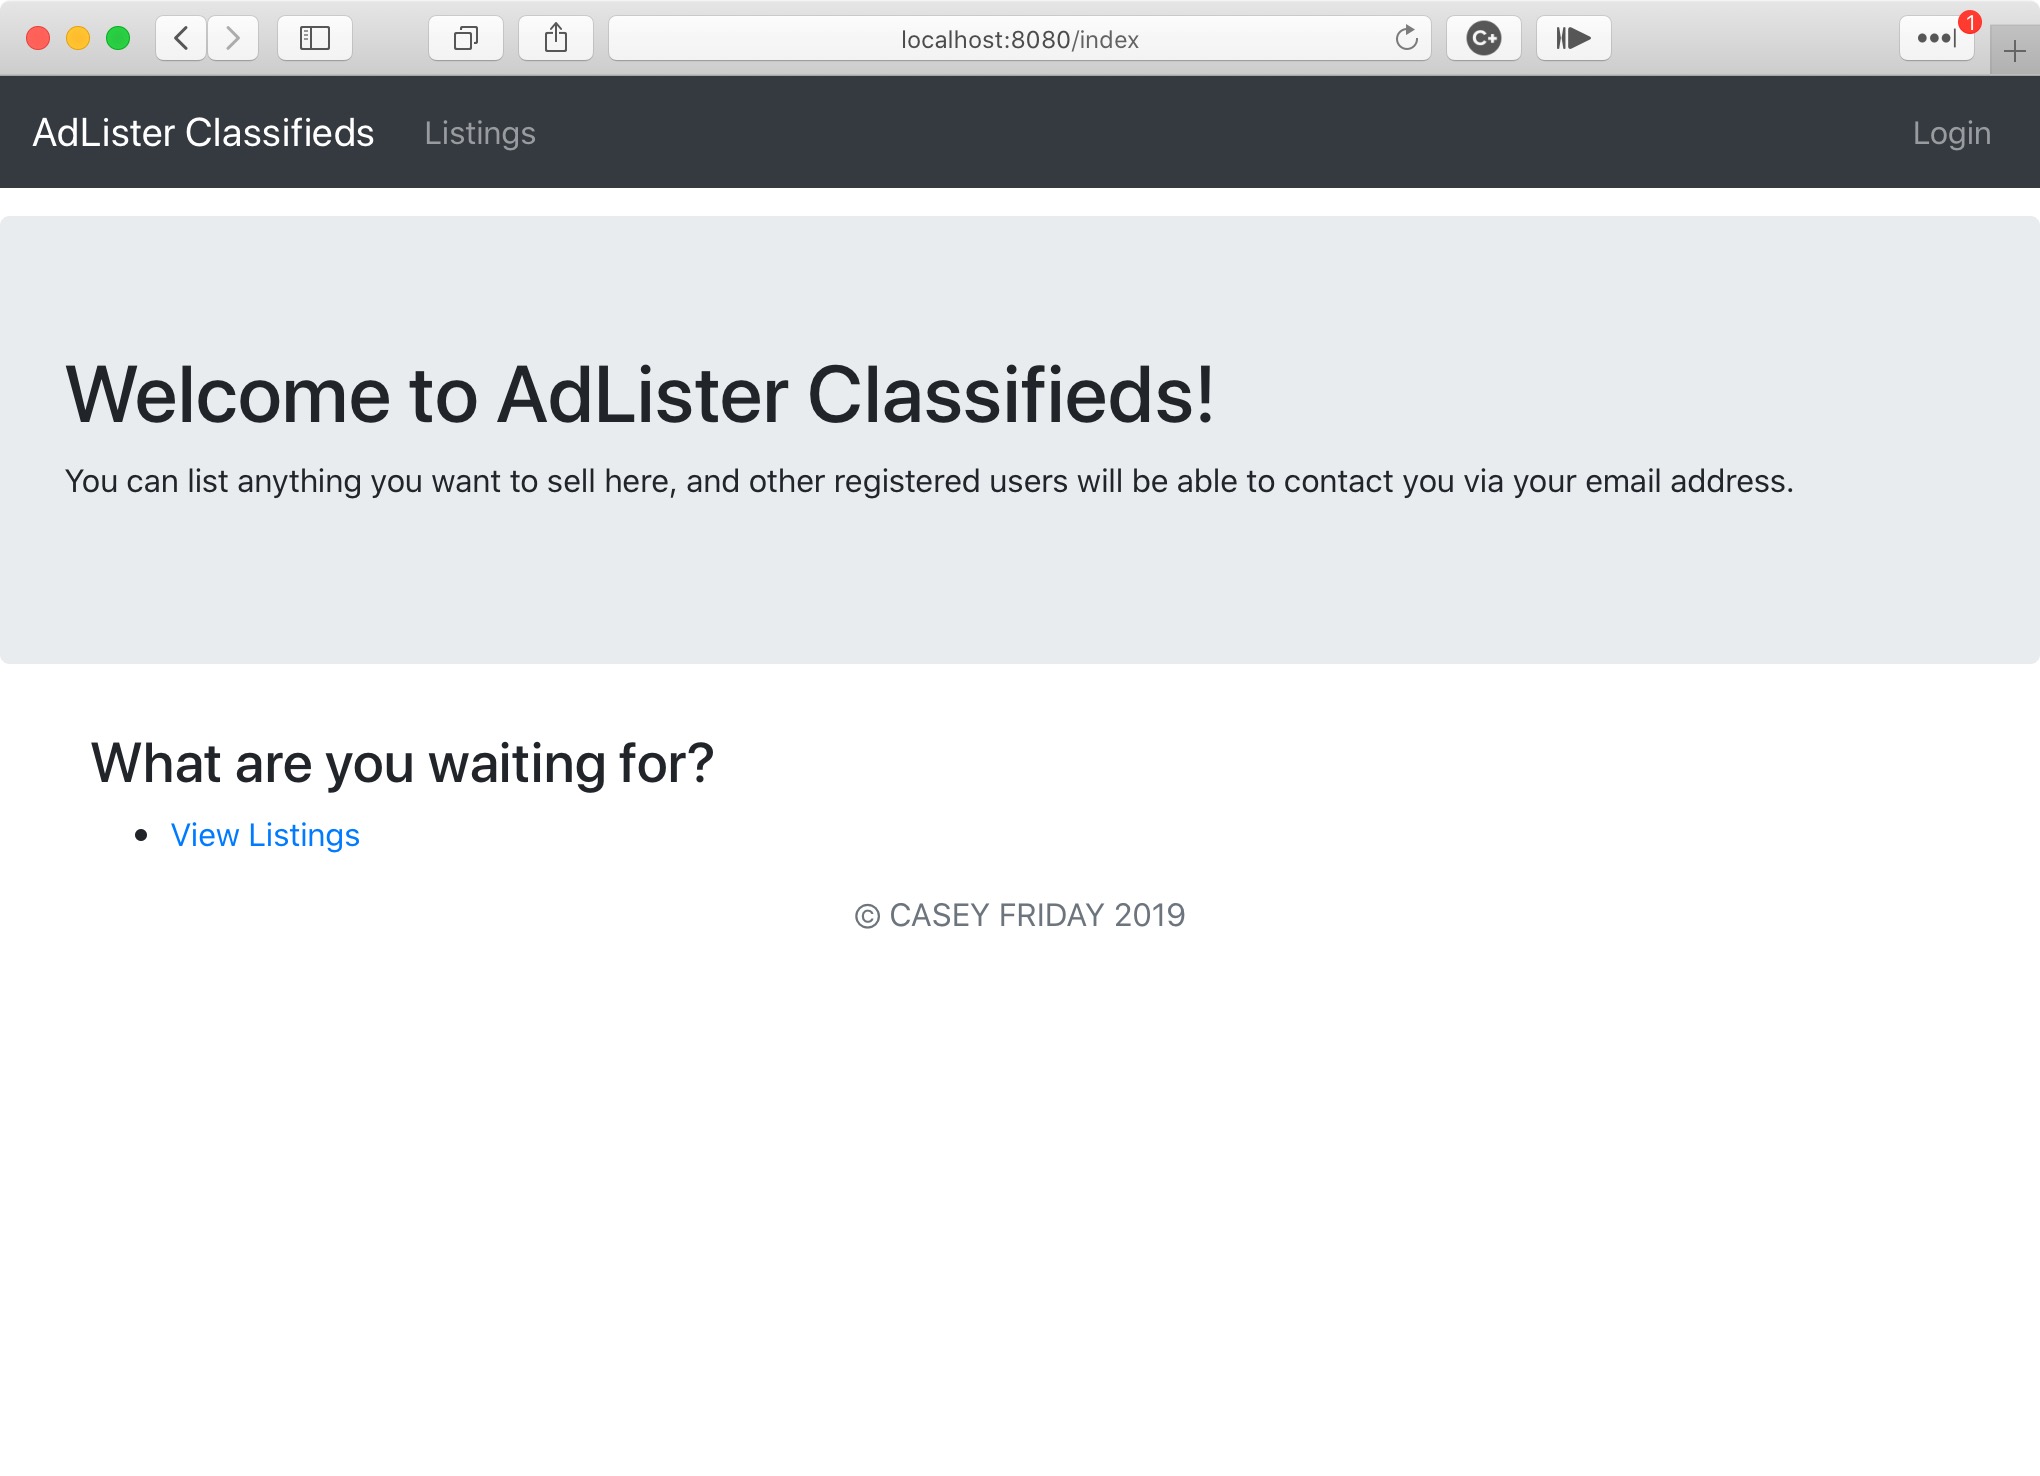 localhost:8080/index
C+
1
AdLister Classifieds
Listings
Login
Welcome to AdLister Classifieds!
You can list anything you want to sell here, and other registered users will be able to contact you via your email address.
What are you waiting for?
• View Listings
© CASEY FRIDAY 2019